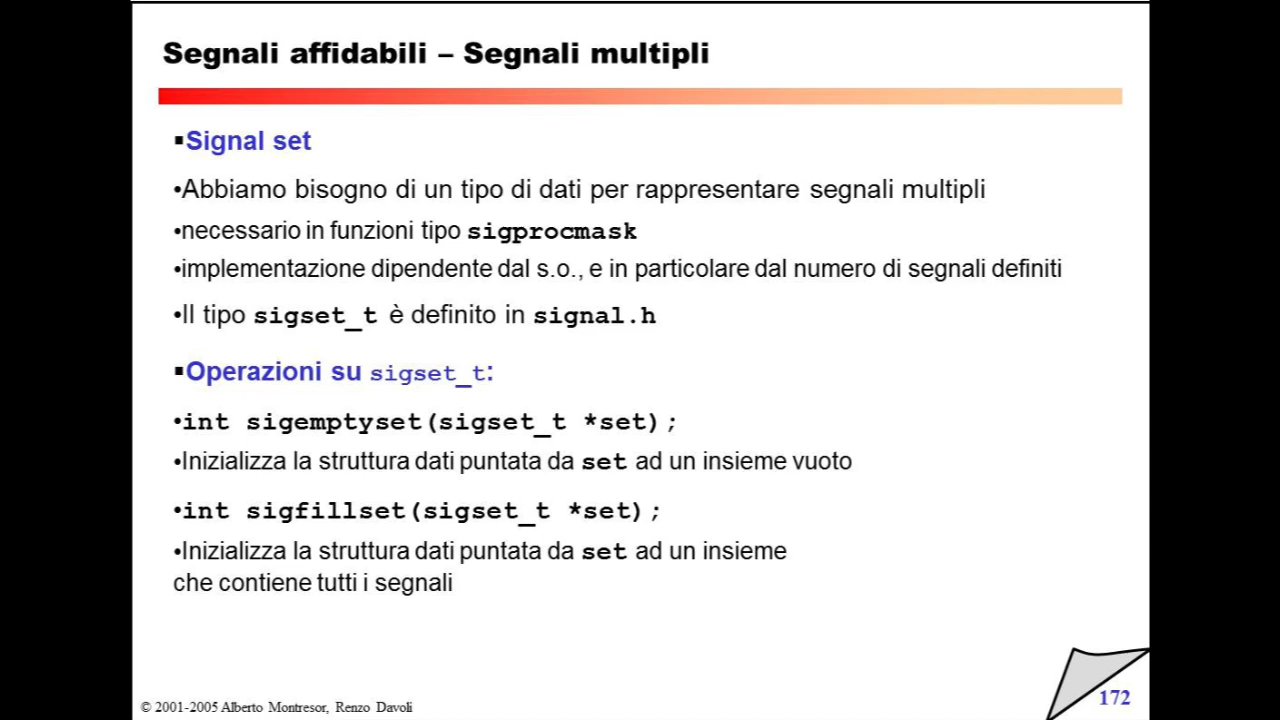 Segnali affidabili – Segnali multipli
▪Signal set
•Abbiamo bisogno di un tipo di dati per rappresentare segnali multipli
•necessario in funzioni tipo sigprocmask
•implementazione dipendente dal s.o., e in particolare dal numero di segnali definiti
•Il tipo sigset_t è definito in signal.h
▪Operazioni su sigset_t:
•int sigemptyset(sigset_t *set);
•Inizializza la struttura dati puntata da set ad un insieme vuoto
•int sigfillset(sigset_t *set);
•Inizializza la struttura dati puntata da set ad un insieme
che contiene tutti i segnali
© 2001-2005 Alberto Montresor, Renzo Davoli
172